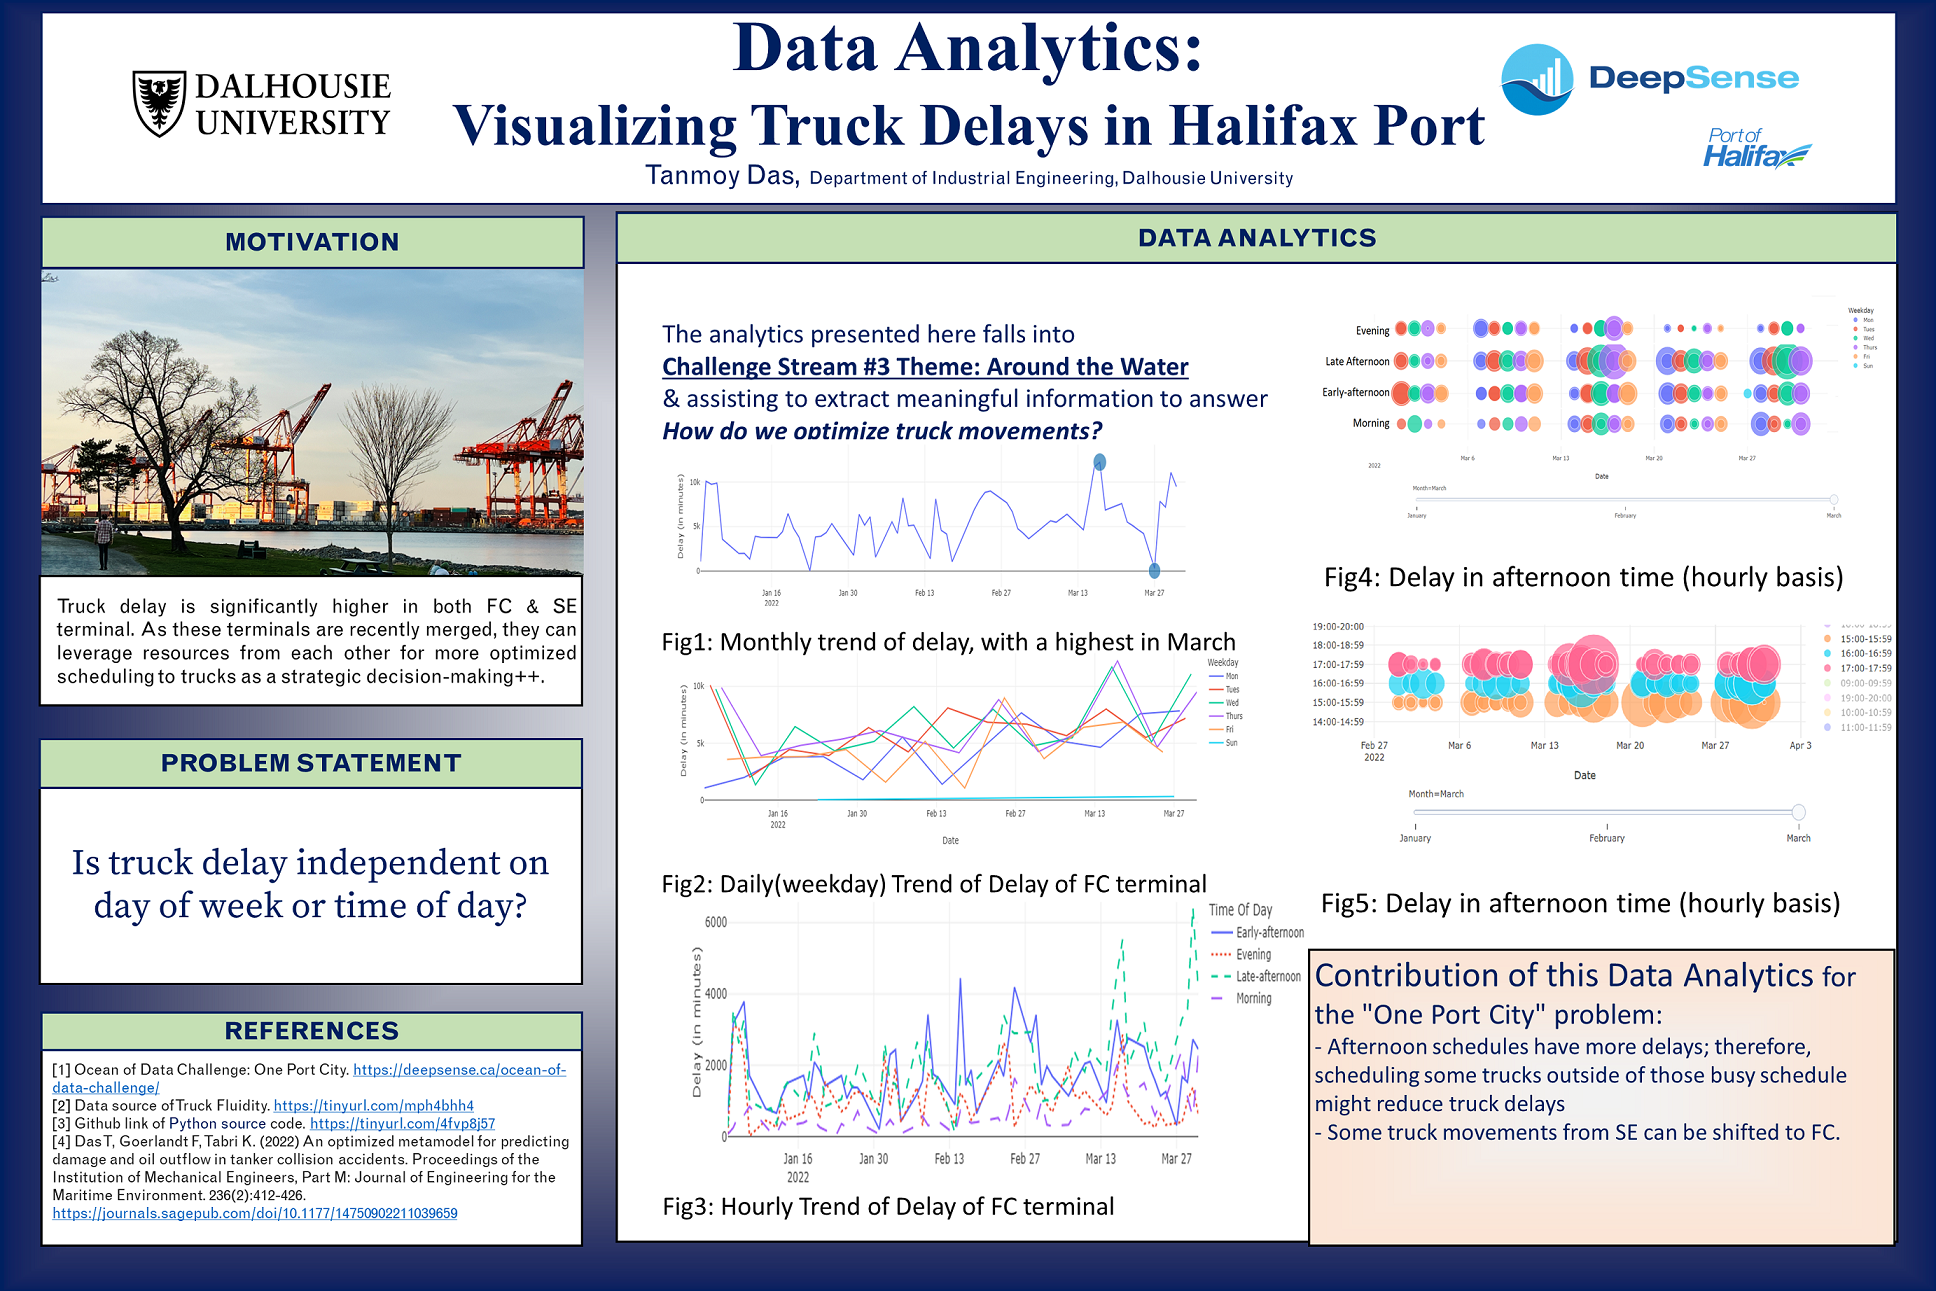 Data Analytics:
Visualizing Truck Delays in Halifax Port
Tanmoy Das, Department of Industrial Engineering, Dalhousie University
DALHOUSIE
UNIVERSITY
DeepSense
Port of
Halifax
MOTIVATION
Truck delay is significantly higher in both FC & SE
terminal. As these terminals are recently merged, they can
leverage resources from each other for more optimized
scheduling to trucks as a strategic decision-making++.
PROBLEM STATEMENT
Is truck delay independent on
day of week or time of day?
REFERENCES
[1] Ocean of Data Challenge: One Port City. https://deepsense.ca/ocean-of-
data-challenge/
[2] Data source of Truck Fluidity. https://tinyurl.com/mph4bhh4
[3] Github link of Python source code. https://tinyurl.com/4fvp8j57
[4] Das T, Goerlandt F, Tabri K. (2022) An optimized metamodel for predicting
damage and oil outflow in tanker collision accidents. Proceedings of the
Institution of Mechanical Engineers, Part M: Journal of Engineering for the
Maritime Environment. 236(2):412-426.
https://journals.sagepub.com/doi/10.1177/14750902211039659
DATA ANALYTICS
The analytics presented here falls into
Challenge Stream #3 Theme: Around the Water
& assisting to extract meaningful information to answer
How do we optimize truck movements?
Delay (in minutes)
10k
5k
0
Jan 16 Jan 30 Feb 13 Feb 27 Mar 13 Mar 27
2022
Fig1: Monthly trend of delay, with a highest in March
Weekday
Mon
Tues
Wed
Thurs
Fri
Sun
Delay (in minutes)
10k
5k
0
Jan 16 Jan 30 Feb 13 Feb 27 Mar 13 Mar 27
2022
Date
Fig2: Daily(weekday) Trend of Delay of FC terminal
Time Of Day
Early-afternoon
Evening
Late-afternoon
Morning
Delay (in minutes)
6000
4000
2000
0
Jan 16 Jan 30 Feb 13 Feb 27 Mar 13 Mar 27
2022
Fig3: Hourly Trend of Delay of FC terminal
Evening
Late Afternoon
Early-afternoon
Morning
Weekday
Mon
Tues
Wed
Thurs
Fri
Sun
Mar 6 Mar 13 Mar 20 Mar 27
2022
Date
Month=March
January February March
Fig4: Delay in afternoon time (hourly basis)
19:00-20:00
18:00-18:59
17:00-17:59
16:00-16:59
15:00-15:59
14:00-14:59
15:00-15:59
16:00-16:59
17:00-17:59
09:00-09:59
19:00-20:00
10:00-10:59
11:00-11:59
Feb 27 Mar 6 Mar 13 Mar 20 Mar 27 Apr 3
2022
Date
Month=March
January February March
Fig5: Delay in afternoon time (hourly basis)
Contribution of this Data Analytics for
the "One Port City" problem:
- Afternoon schedules have more delays; therefore,
scheduling some trucks outside of those busy schedule
might reduce truck delays
- Some truck movements from SE can be shifted to FC.